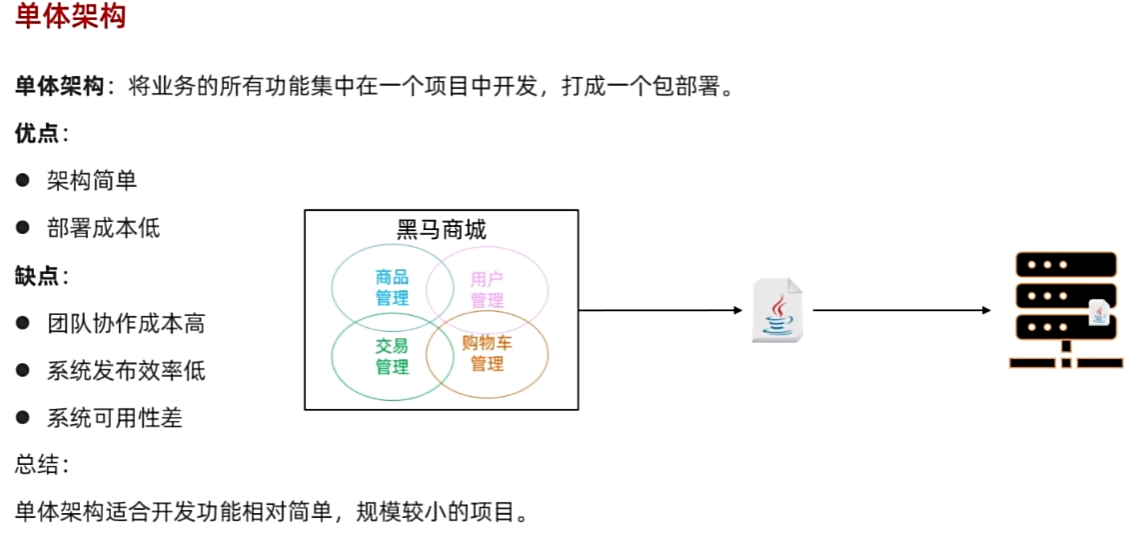 单体架构
单体架构：将业务的所有功能集中在一个项目中开发，打成一个包部署。
优点：
● 架构简单
● 部署成本低
缺点：
● 团队协作成本高
● 系统发布效率低
● 系统可用性差
总结：
单体架构适合开发功能相对简单，规模较小的项目。
黑马商城
商品
管理
用户
管理
交易
管理
购物车
管理